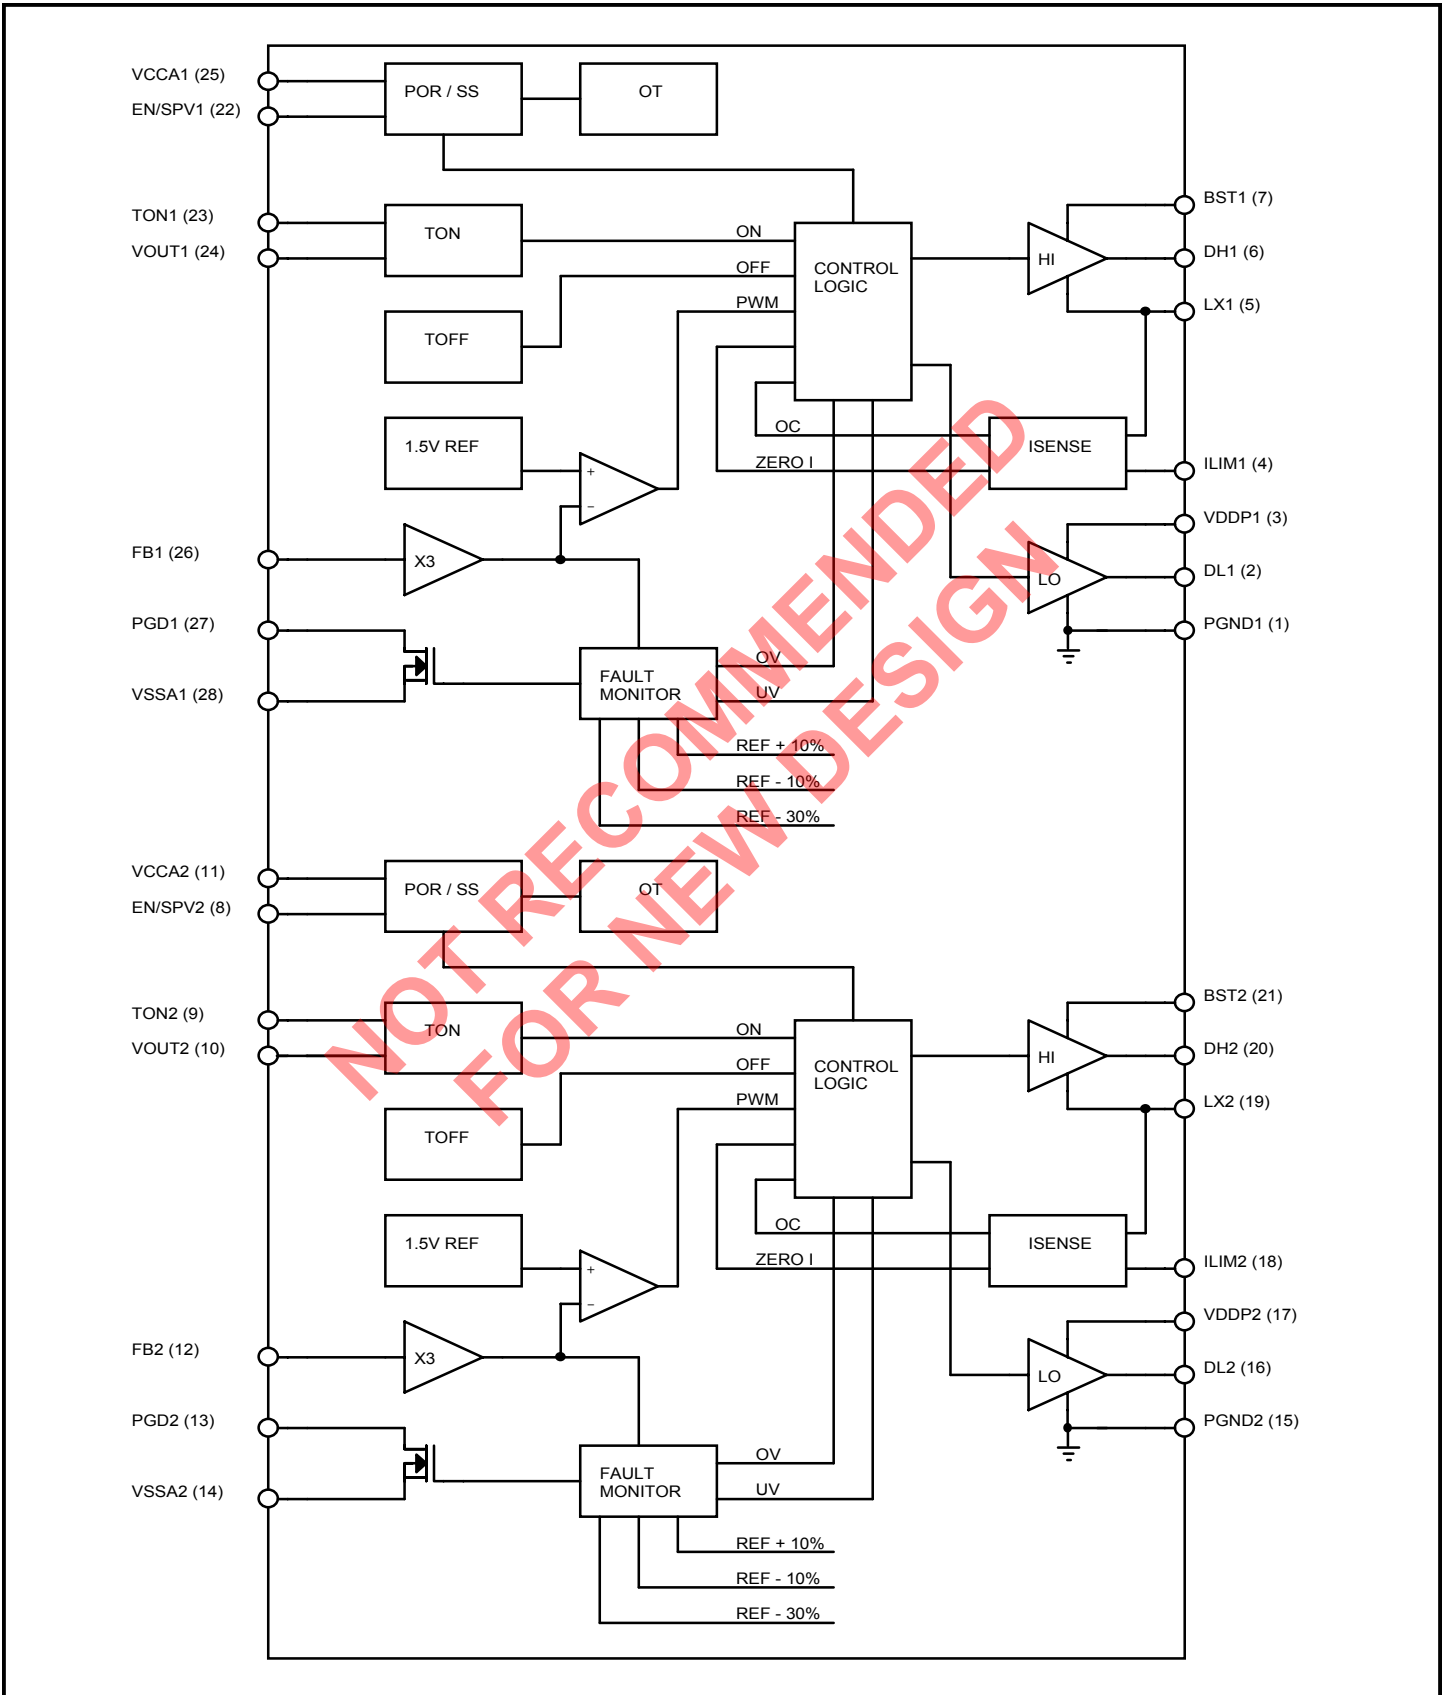 VCCA1 (25)
EN/SPV1 (22)
POR / SS
OT
TON1 (23)
VOUT1 (24)
TON
ON
OFF
PWM
TOFF
CONTROL
LOGIC
HI
BST1 (7)
DH1 (6)
LX1 (5)
1.5V REF
+
−
OC
ZERO I
ISENSE
ILIM1 (4)
VDDP1 (3)
FB1 (26)
X3
LO
DL1 (2)
PGND1 (1)
PGD1 (27)
VSSA1 (28)
FAULT
MONITOR
OV
UV
REF + 10%
REF - 10%
REF - 30%
NOT RECOMMENDED
FOR NEW DESIGN
VCCA2 (11)
EN/SPV2 (8)
POR / SS
OT
TON2 (9)
VOUT2 (10)
TON
ON
OFF
PWM
TOFF
CONTROL
LOGIC
HI
BST2 (21)
DH2 (20)
LX2 (19)
1.5V REF
+
−
OC
ZERO I
ISENSE
ILIM2 (18)
VDDP2 (17)
FB2 (12)
X3
LO
DL2 (16)
PGND2 (15)
PGD2 (13)
VSSA2 (14)
FAULT
MONITOR
OV
UV
REF + 10%
REF - 10%
REF - 30%